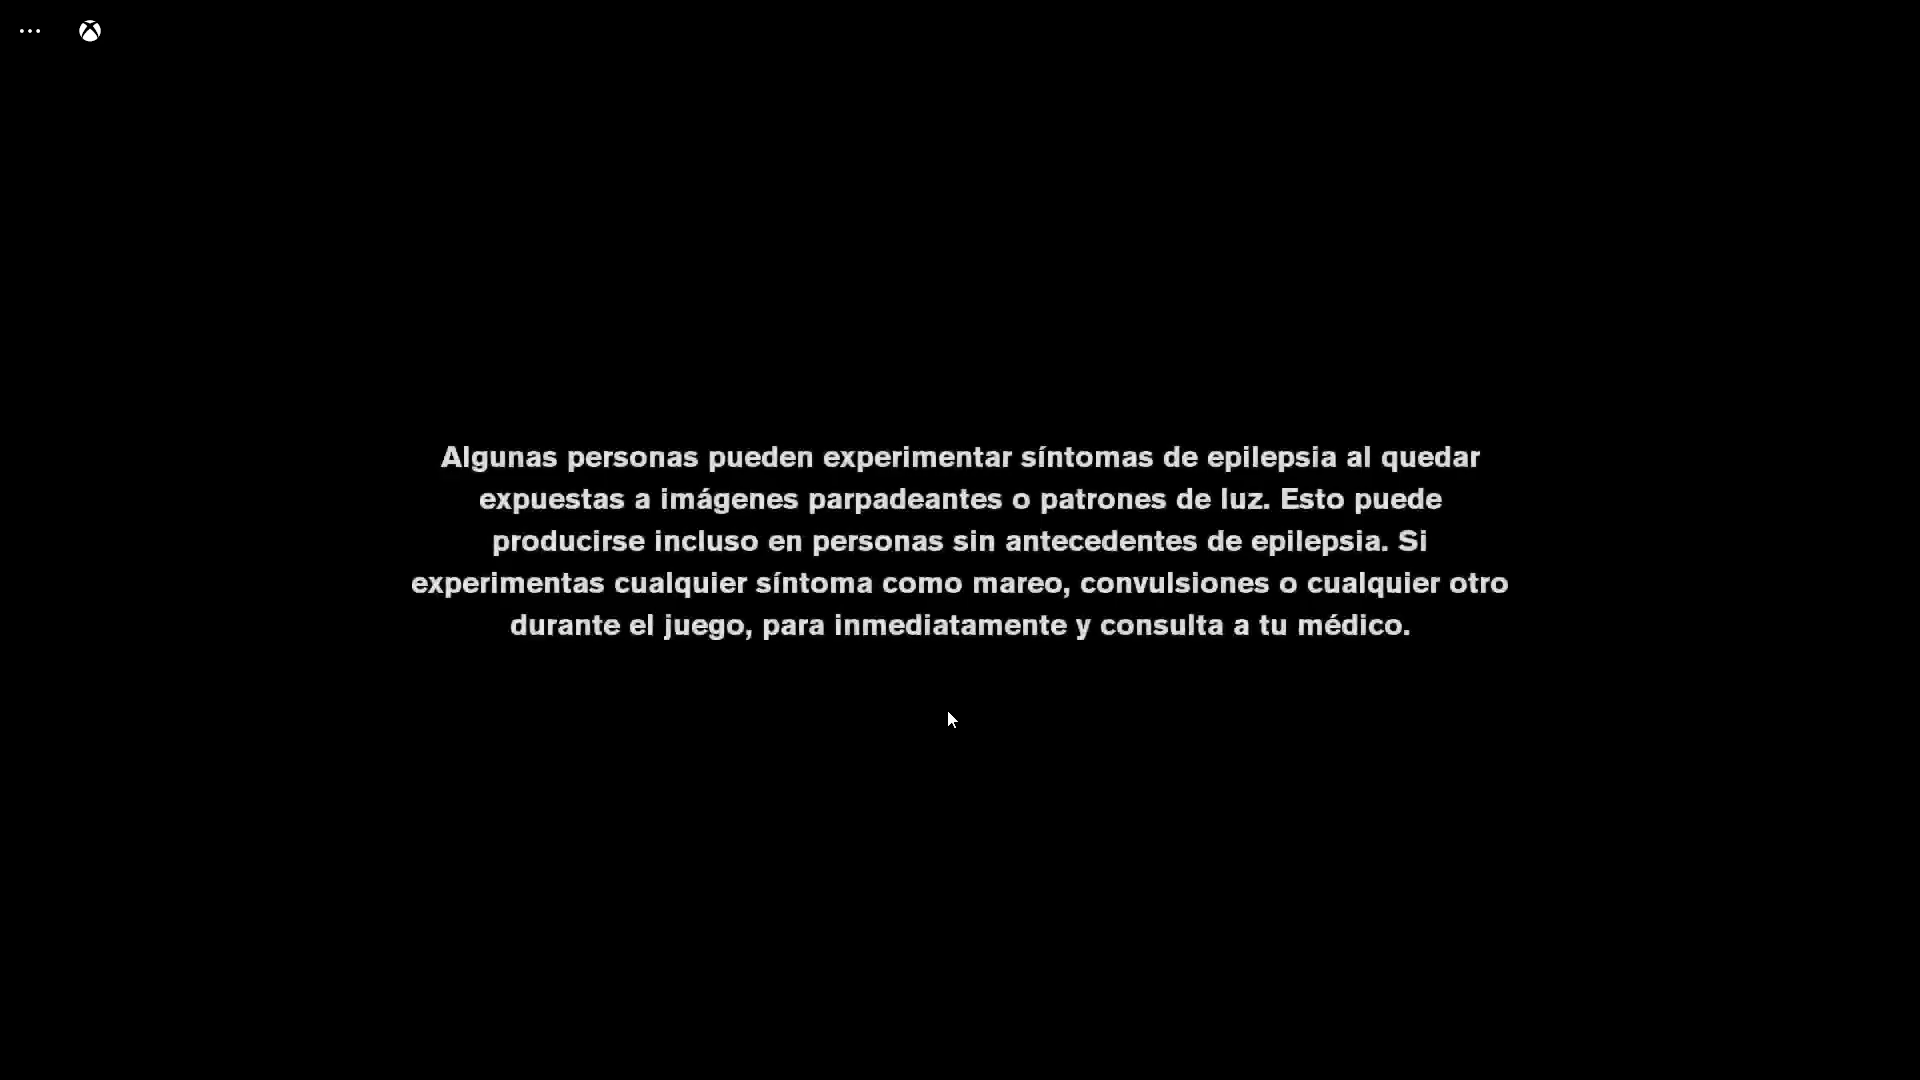 Algunas personas pueden experimentar síntomas de epilepsia al quedar
expuestas a imágenes parpadeantes o patrones de luz. Esto puede
producirse incluso en personas sin antecedentes de epilepsia. Si
experimentas cualquier síntoma como mareo, convulsiones o cualquier otro
durante el juego, para inmediatamente y consulta a tu médico.